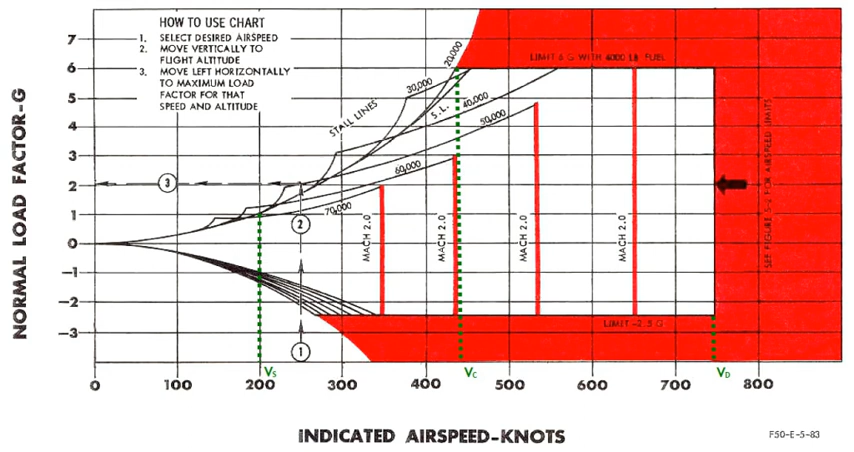 HOW TO USE CHART
1. SELECT DESIRED AIRSPEED
2. MOVE VERTICALLY TO
FLIGHT ALTITUDE
3. MOVE LEFT HORIZONTALLY
TO MAXIMUM LOAD
FACTOR FOR THAT
SPEED AND ALTITUDE
NORMAL LOAD FACTOR-G
7
6
5
4
3
2
1
0
-1
-2
-3
STALL LINES
20,000
30,000
S.L.
40,000
50,000
60,000
70,000
LIMIT 6 G WITH 4000 LB FUEL
MACH 2.0
MACH 2.0
MACH 2.0
MACH 2.0
SEE FIGURE 5-2 FOR AIRSPEED LIMITS
LIMIT -2.5 G
3
2
1
VS
VC
VD
0
100
200
300
400
500
600
700
800
INDICATED AIRSPEED-KNOTS
F50-E-5-83